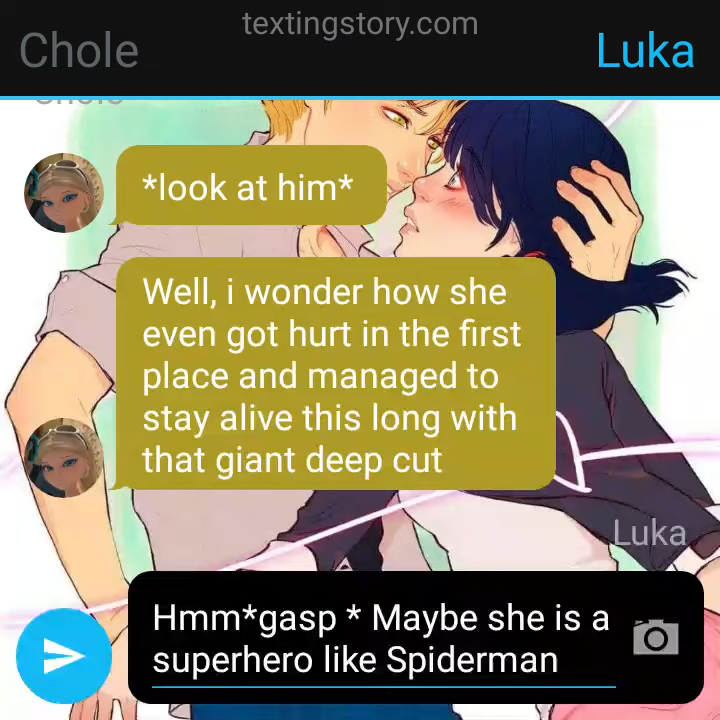 textingstory.com
Chole
Luka
*look at him*
Well, i wonder how she
even got hurt in the first
place and managed to
stay alive this long with
that giant deep cut
Luka
Hmm*gasp * Maybe she is a
superhero like Spiderman